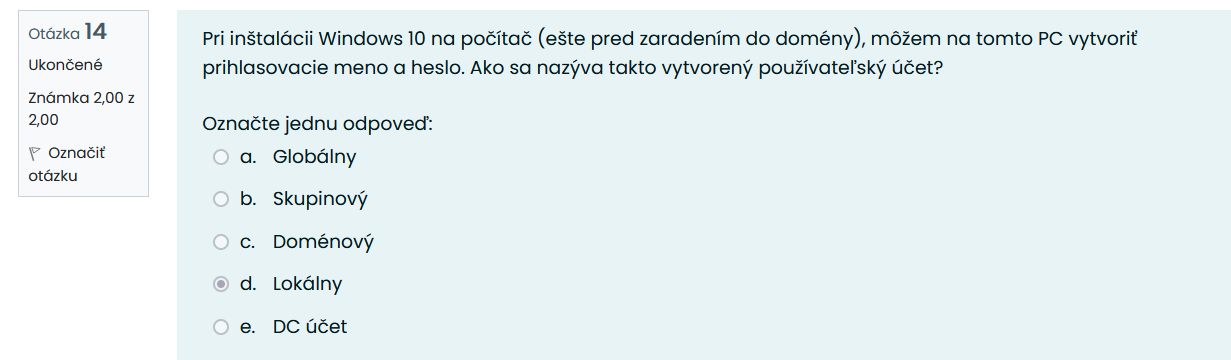 Otázka 14
Ukončené
Známka 2,00 z
2,00
Označiť
otázku
Pri inštalácii Windows 10 na počítač (ešte pred zaradením do domény), môžem na tomto PC vytvoriť
prihlasovacie meno a heslo. Ako sa nazýva takto vytvorený používateľský účet?
Označte jednu odpoveď:
a. Globálny
b. Skupinový
c. Doménový
d. Lokálny
e. DC účet